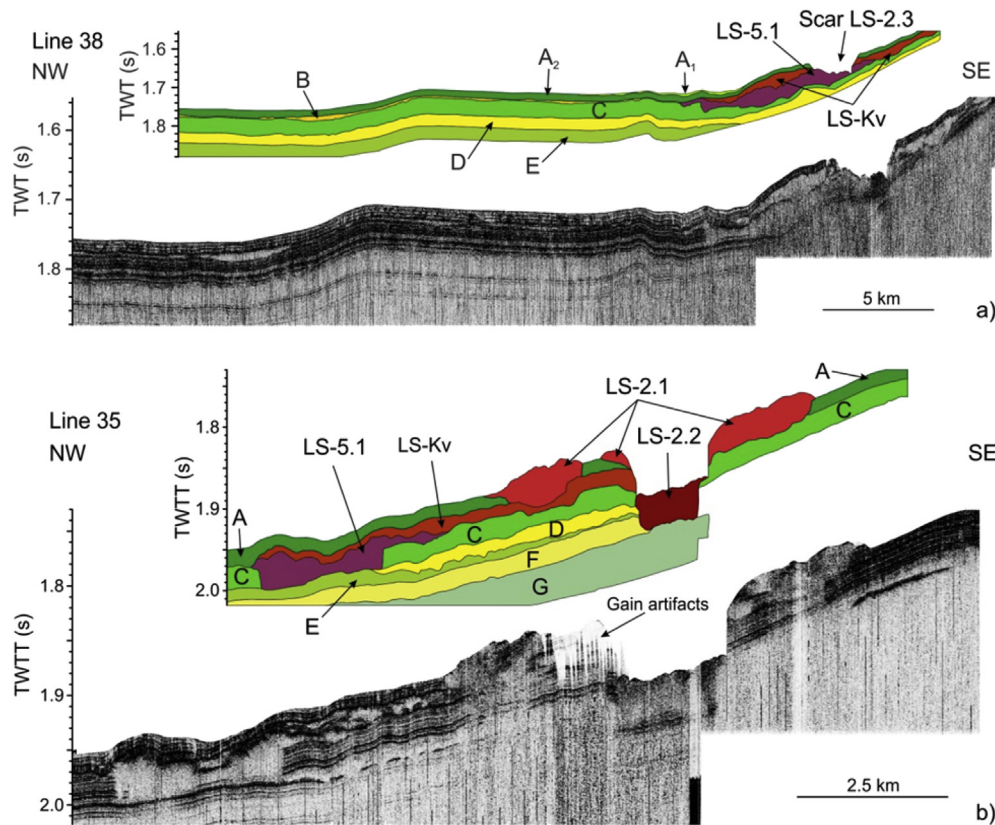 Line 38
NW
TWT (s)
1.6
1.7
1.8
B
A2
A1
LS-5.1
Scar LS-2.3
SE
C
LS-Kv
D
E
TWT (s)
1.6
1.7
1.8
5 km
a)
Line 35
NW
TWTT (s)
1.8
1.9
2.0
LS-2.1
A
LS-2.2
C
SE
LS-Kv
LS-5.1
A
C
D
C
F
E
G
Gain artifacts
TWTT (s)
1.9
2.0
2.5 km
b)